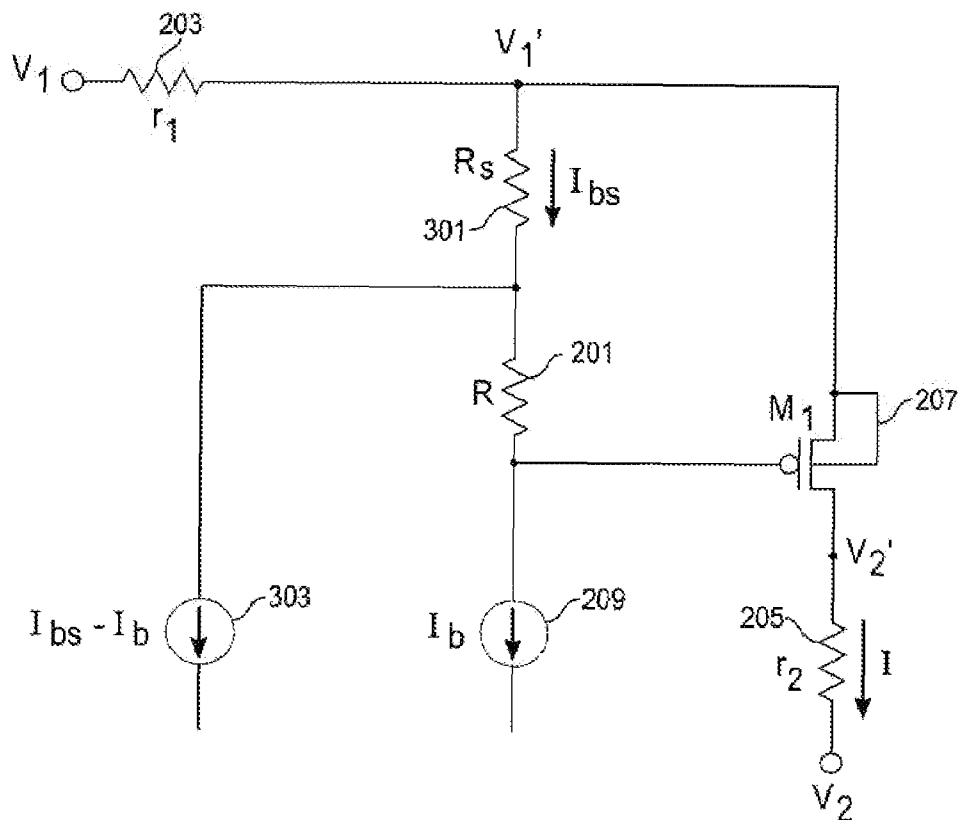 203
V1'
V1
r1
Rs
Ibs
301
201
R
M1
207
V2'
303
209
205
Ibs - Ib
Ib
r2
I
V2